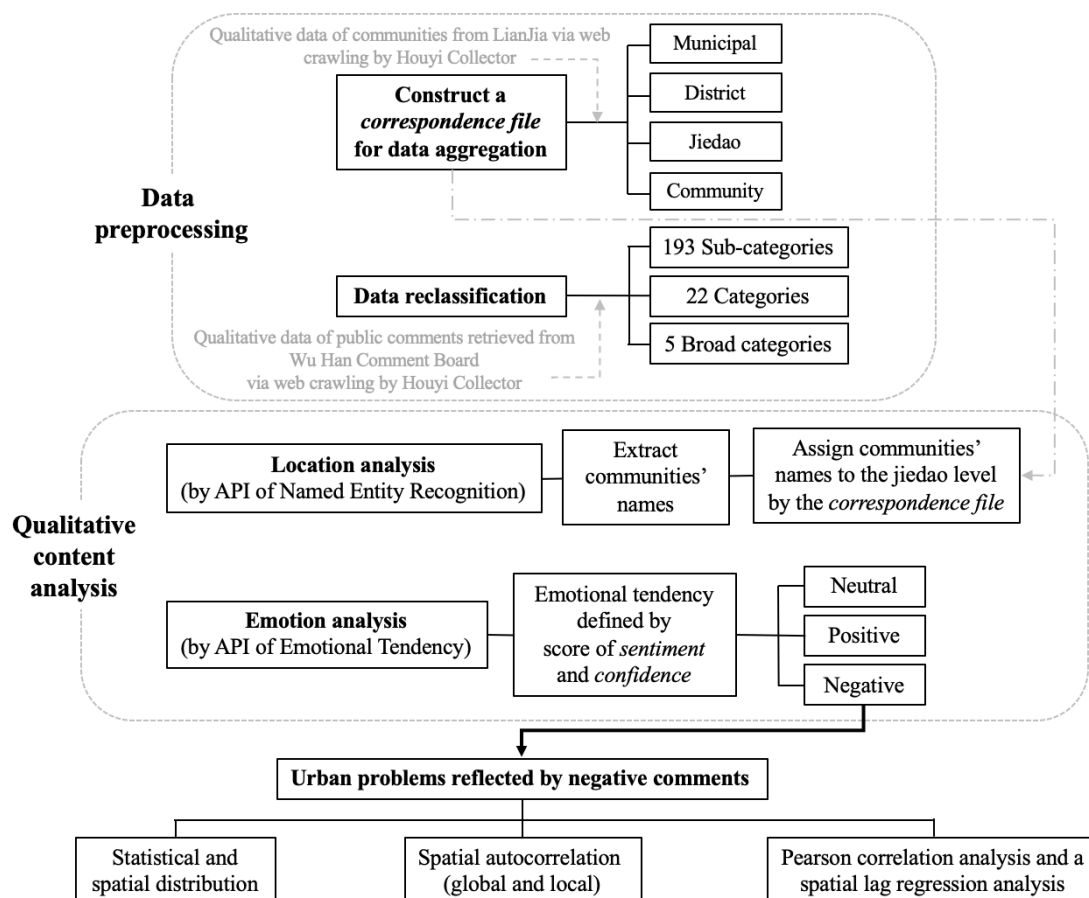 Qualitative data of communities from LianJia via web
crawling by Houyi Collector
Municipal
District
Jiedao
Community
Construct a
correspondence file
for data aggregation
Data
preprocessing
193 Sub-categories
22 Categories
5 Broad categories
Data reclassification
Qualitative data of public comments retrieved from
Wu Han Comment Board
via web crawling by Houyi Collector
Qualitative
content
analysis
Location analysis
(by API of Named Entity Recognition)
Extract
communities’
names
Assign communities’
names to the jiedao level
by the correspondence file
Emotion analysis
(by API of Emotional Tendency)
Emotional tendency
defined by
score of sentiment
and confidence
Neutral
Positive
Negative
Urban problems reflected by negative comments
Statistical and
spatial distribution
Spatial autocorrelation
(global and local)
Pearson correlation analysis and a
spatial lag regression analysis